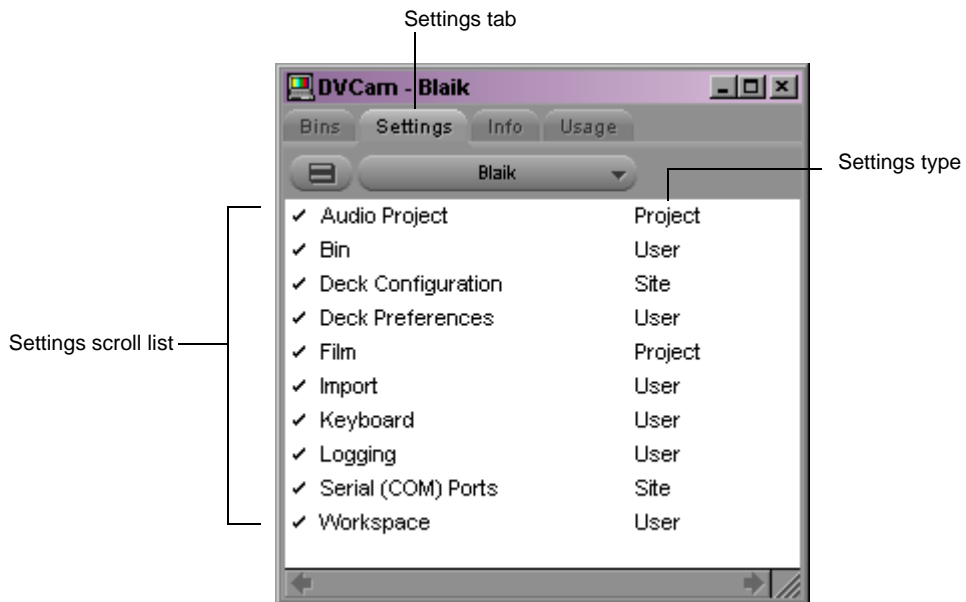 Settings tab
DVCam - Blaik
Bins Settings Info Usage
Blaik
Settings type
Audio Project Project
Bin User
Deck Configuration Site
Deck Preferences User
Settings scroll list
Film Project
Import User
Keyboard User
Logging User
Serial (COM) Ports Site
Workspace User